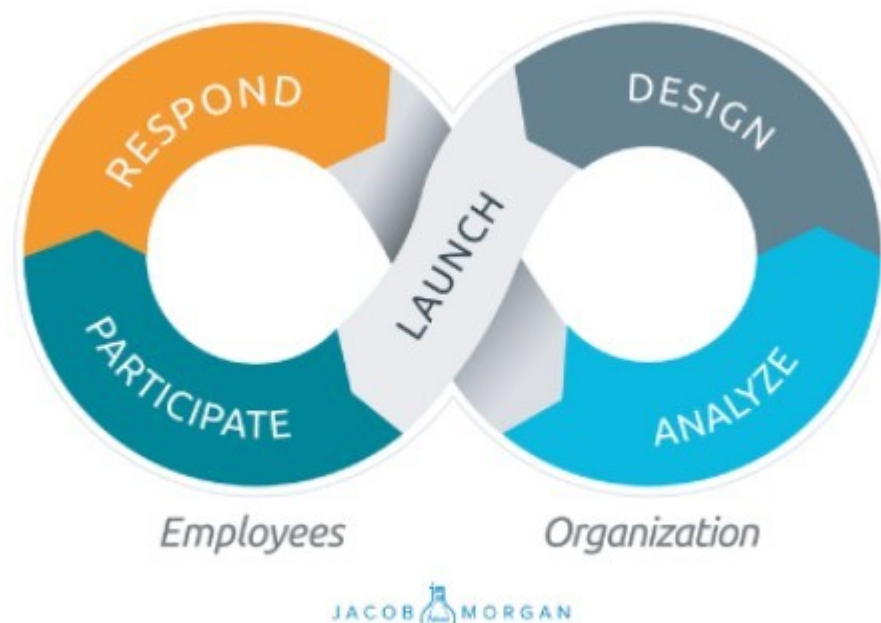 RESPOND
DESIGN
LAUNCH
PARTICIPATE
ANALYZE
Employees
Organization
JACOB MORGAN